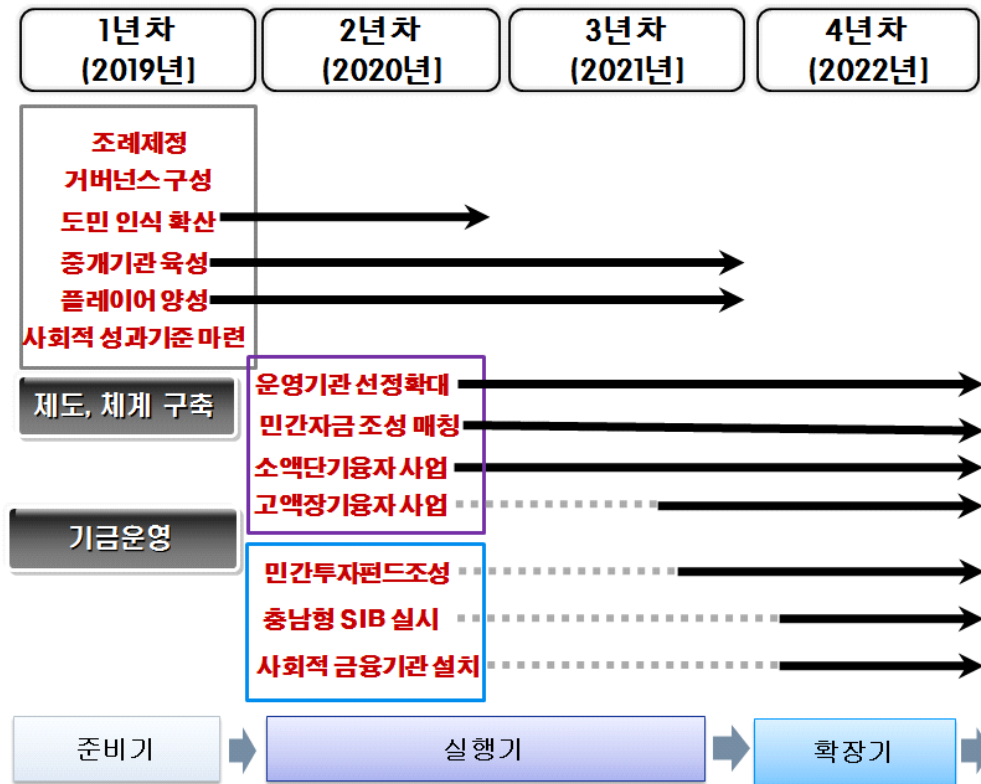 1년차
(2019년]
2년차
(2020년]
3년차
(2021년]
4년차
(2022년]
조례제정
거버넌스 구성
도민 인식 확산
중개기관 육성
플레이어 양성
사회적 성과기준 마련
제도, 체계 구축
운영기관 선정확대
민간자금 조성 매칭
소액단기융자 사업
고액장기융자 사업
기금운영
민간투자펀드조성
충남형 SIB 실시
사회적 금융기관 설치
준비기
실행기
확장기